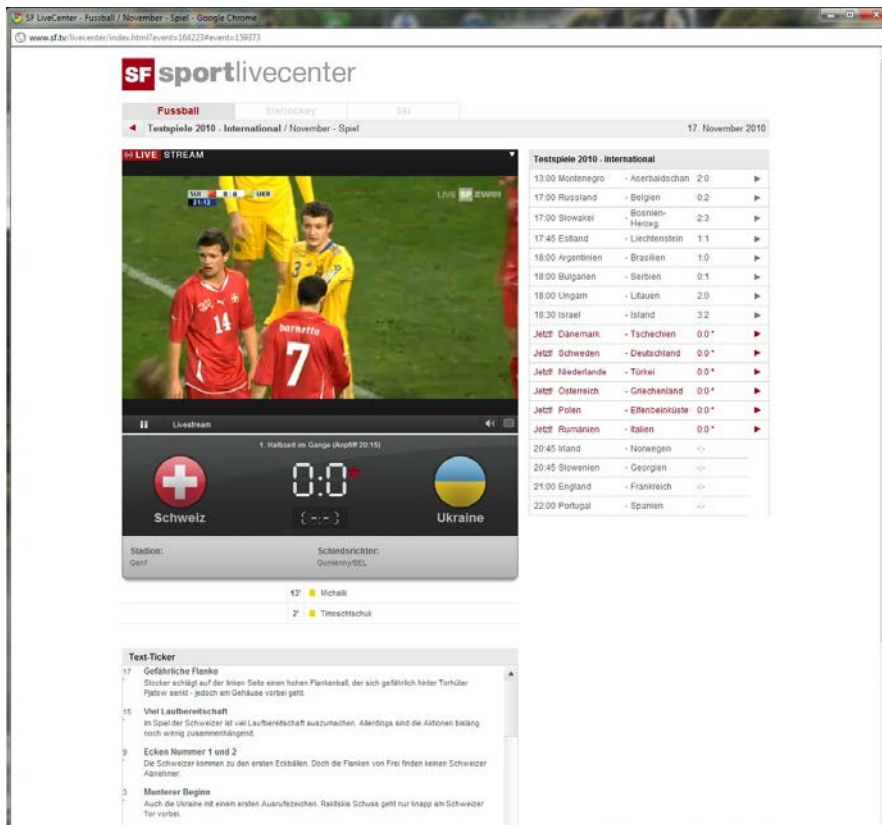 SF LiveCenter - Fussball / November - Spiel - Google Chrome
www.sf.tv/livecenter/index.html?event=164223#event=159373
SF sportlivecenter
Fussball Eishockey Ski
Testspiele 2010 - International / November - Spiel 17. November 2010
LIVE STREAM
SUI 0:0 UKR
21:12
LIVE SF ZWEI
14
3
barnetta
7
Livestream
1. Halbzeit im Gange (Anpfiff 20:15)
0:0*
{-:-}
Schweiz Ukraine
Stadion: Schiedsrichter:
Genf /BEL
13' Michalik
2' Timoschtschuk
Testspiele 2010 - International
13:00 Montenegro - Aserbaidschan 2:0
17:00 Russland - Belgien 0:2
17:00 Slowakei - Bosnien-
Herzeg. 2:3
17:45 Estland - Liechtenstein 1:1
18:00 Argentinien - Brasilien 1:0
18:00 Bulgarien - Serbien 0:1
18:00 Ungarn - Litauen 2:0
18:30 Israel - Island 3:2
Jetzt! Dänemark - Tschechien 0:0 *
Jetzt! Schweden - Deutschland 0:0 *
Jetzt! Niederlande - Türkei 0:0 *
Jetzt! Österreich - Griechenland 0:0 *
Jetzt! Polen - Elfenbeinküste 0:0 *
Jetzt! Rumänien - Italien 0:0 *
20:45 Irland - Norwegen -:-
20:45 Slowenien - Georgien -:-
21:00 England - Frankreich -:-
22:00 Portugal - Spanien -:-
Text-Ticker
17' Gefährliche Flanke
Stocker schlägt auf der linken Seite einen hohen Flankenball, der sich gefährlich hinter Torhüter
Pjatow senkt - jedoch am Gehäuse vorbei geht.
15' Viel Laufbereitschaft
Im Spiel der Schweizer ist viel Laufbereitschaft auszumachen. Allerdings sind die Aktionen bislang
noch wenig zusammenhängend.
9' Ecken Nummer 1 und 2
Die Schweizer kommen zu den ersten Eckbällen. Doch die Flanken von Frei finden keinen Schweizer
Abnehmer.
3' Munterer Beginn
Auch die Ukraine mit einem ersten Ausrufezeichen. Rakitskis Schuss geht nur knapp am Schweizer
Tor vorbei.